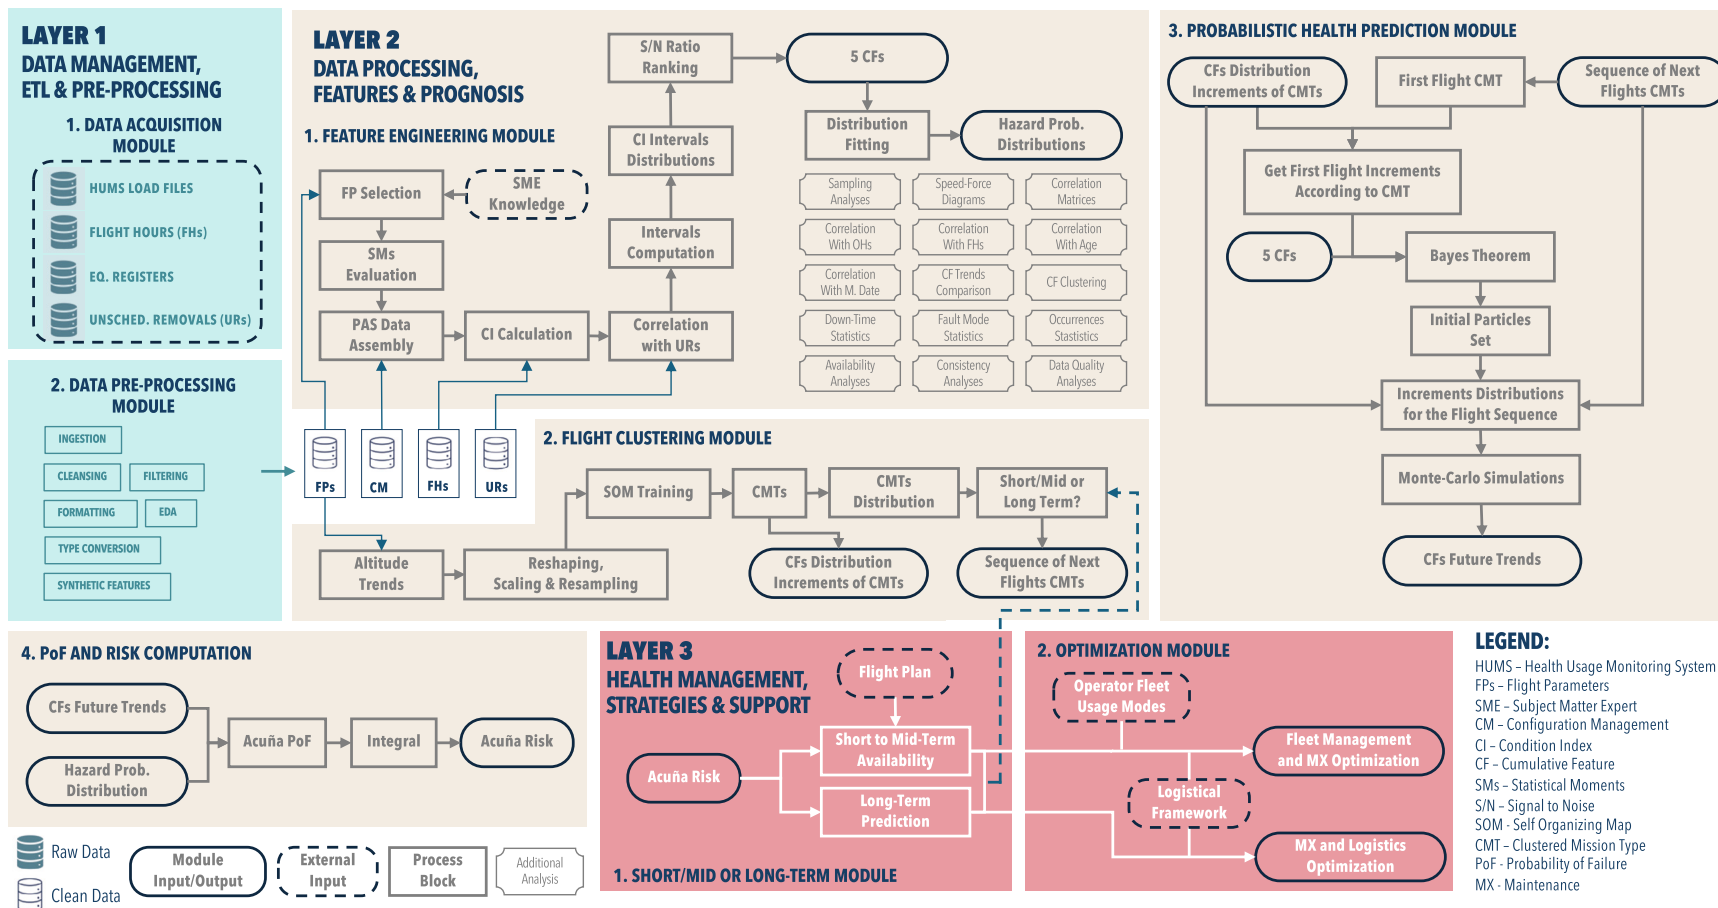 LAYER 1
DATA MANAGEMENT,
ETL & PRE-PROCESSING
1. DATA ACQUISITION
MODULE
HUMS LOAD FILES
FLIGHT HOURS (FHs)
EQ. REGISTERS
UNSCHED. REMOVALS (URs)
2. DATA PRE-PROCESSING
MODULE
INGESTION
CLEANSING
FILTERING
FORMATTING
EDA
TYPE CONVERSION
SYNTHETIC FEATURES
LAYER 2
DATA PROCESSING,
FEATURES & PROGNOSIS
1. FEATURE ENGINEERING MODULE
FP Selection
SME
Knowledge
SMs
Evaluation
PAS Data
Assembly
CI Calculation
Correlation
with URs
Intervals
Computation
CI Intervals
Distributions
S/N Ratio
Ranking
5 CFs
Distribution
Fitting
Hazard Prob.
Distributions
Sampling
Analyses
Speed-Force
Diagrams
Correlation
Matrices
Correlation
With OHs
Correlation
With FHs
Correlation
With Age
Correlation
With M. Date
CF Trends
Comparison
CF Clustering
Down-Time
Statistics
Fault Mode
Statistics
Occurrences
Stastistics
Availability
Analyses
Consistency
Analyses
Data Quality
Analyses
FPs
CM
FHs
URs
2. FLIGHT CLUSTERING MODULE
Altitude
Trends
Reshaping,
Scaling & Resampling
SOM Training
CMTs
CMTs
Distribution
Short/Mid or
Long Term?
CFs Distribution
Increments of CMTs
Sequence of Next
Flights CMTs
3. PROBABILISTIC HEALTH PREDICTION MODULE
CFs Distribution
Increments of CMTs
First Flight CMT
Sequence of Next
Flights CMTs
Get First Flight Increments
According to CMT
5 CFs
Bayes Theorem
Initial Particles
Set
Increments Distributions
for the Flight Sequence
Monte-Carlo Simulations
CFs Future Trends
4. PoF AND RISK COMPUTATION
CFs Future Trends
Hazard Prob.
Distribution
Acuña PoF
Integral
Acuña Risk
Raw Data
Clean Data
Module
Input/Output
External
Input
Process
Block
Additional
Analysis
LAYER 3
HEALTH MANAGEMENT,
STRATEGIES & SUPPORT
Flight Plan
Acuña Risk
Short to Mid-Term
Availability
Long-Term
Prediction
1. SHORT/MID OR LONG-TERM MODULE
2. OPTIMIZATION MODULE
Operator Fleet
Usage Modes
Logistical
Framework
Fleet Management
and MX Optimization
MX and Logistics
Optimization
LEGEND:
HUMS – Health Usage Monitoring System
FPs – Flight Parameters
SME – Subject Matter Expert
CM – Configuration Management
CI – Condition Index
CF – Cumulative Feature
SMs – Statistical Moments
S/N – Signal to Noise
SOM - Self Organizing Map
CMT – Clustered Mission Type
PoF - Probability of Failure
MX - Maintenance